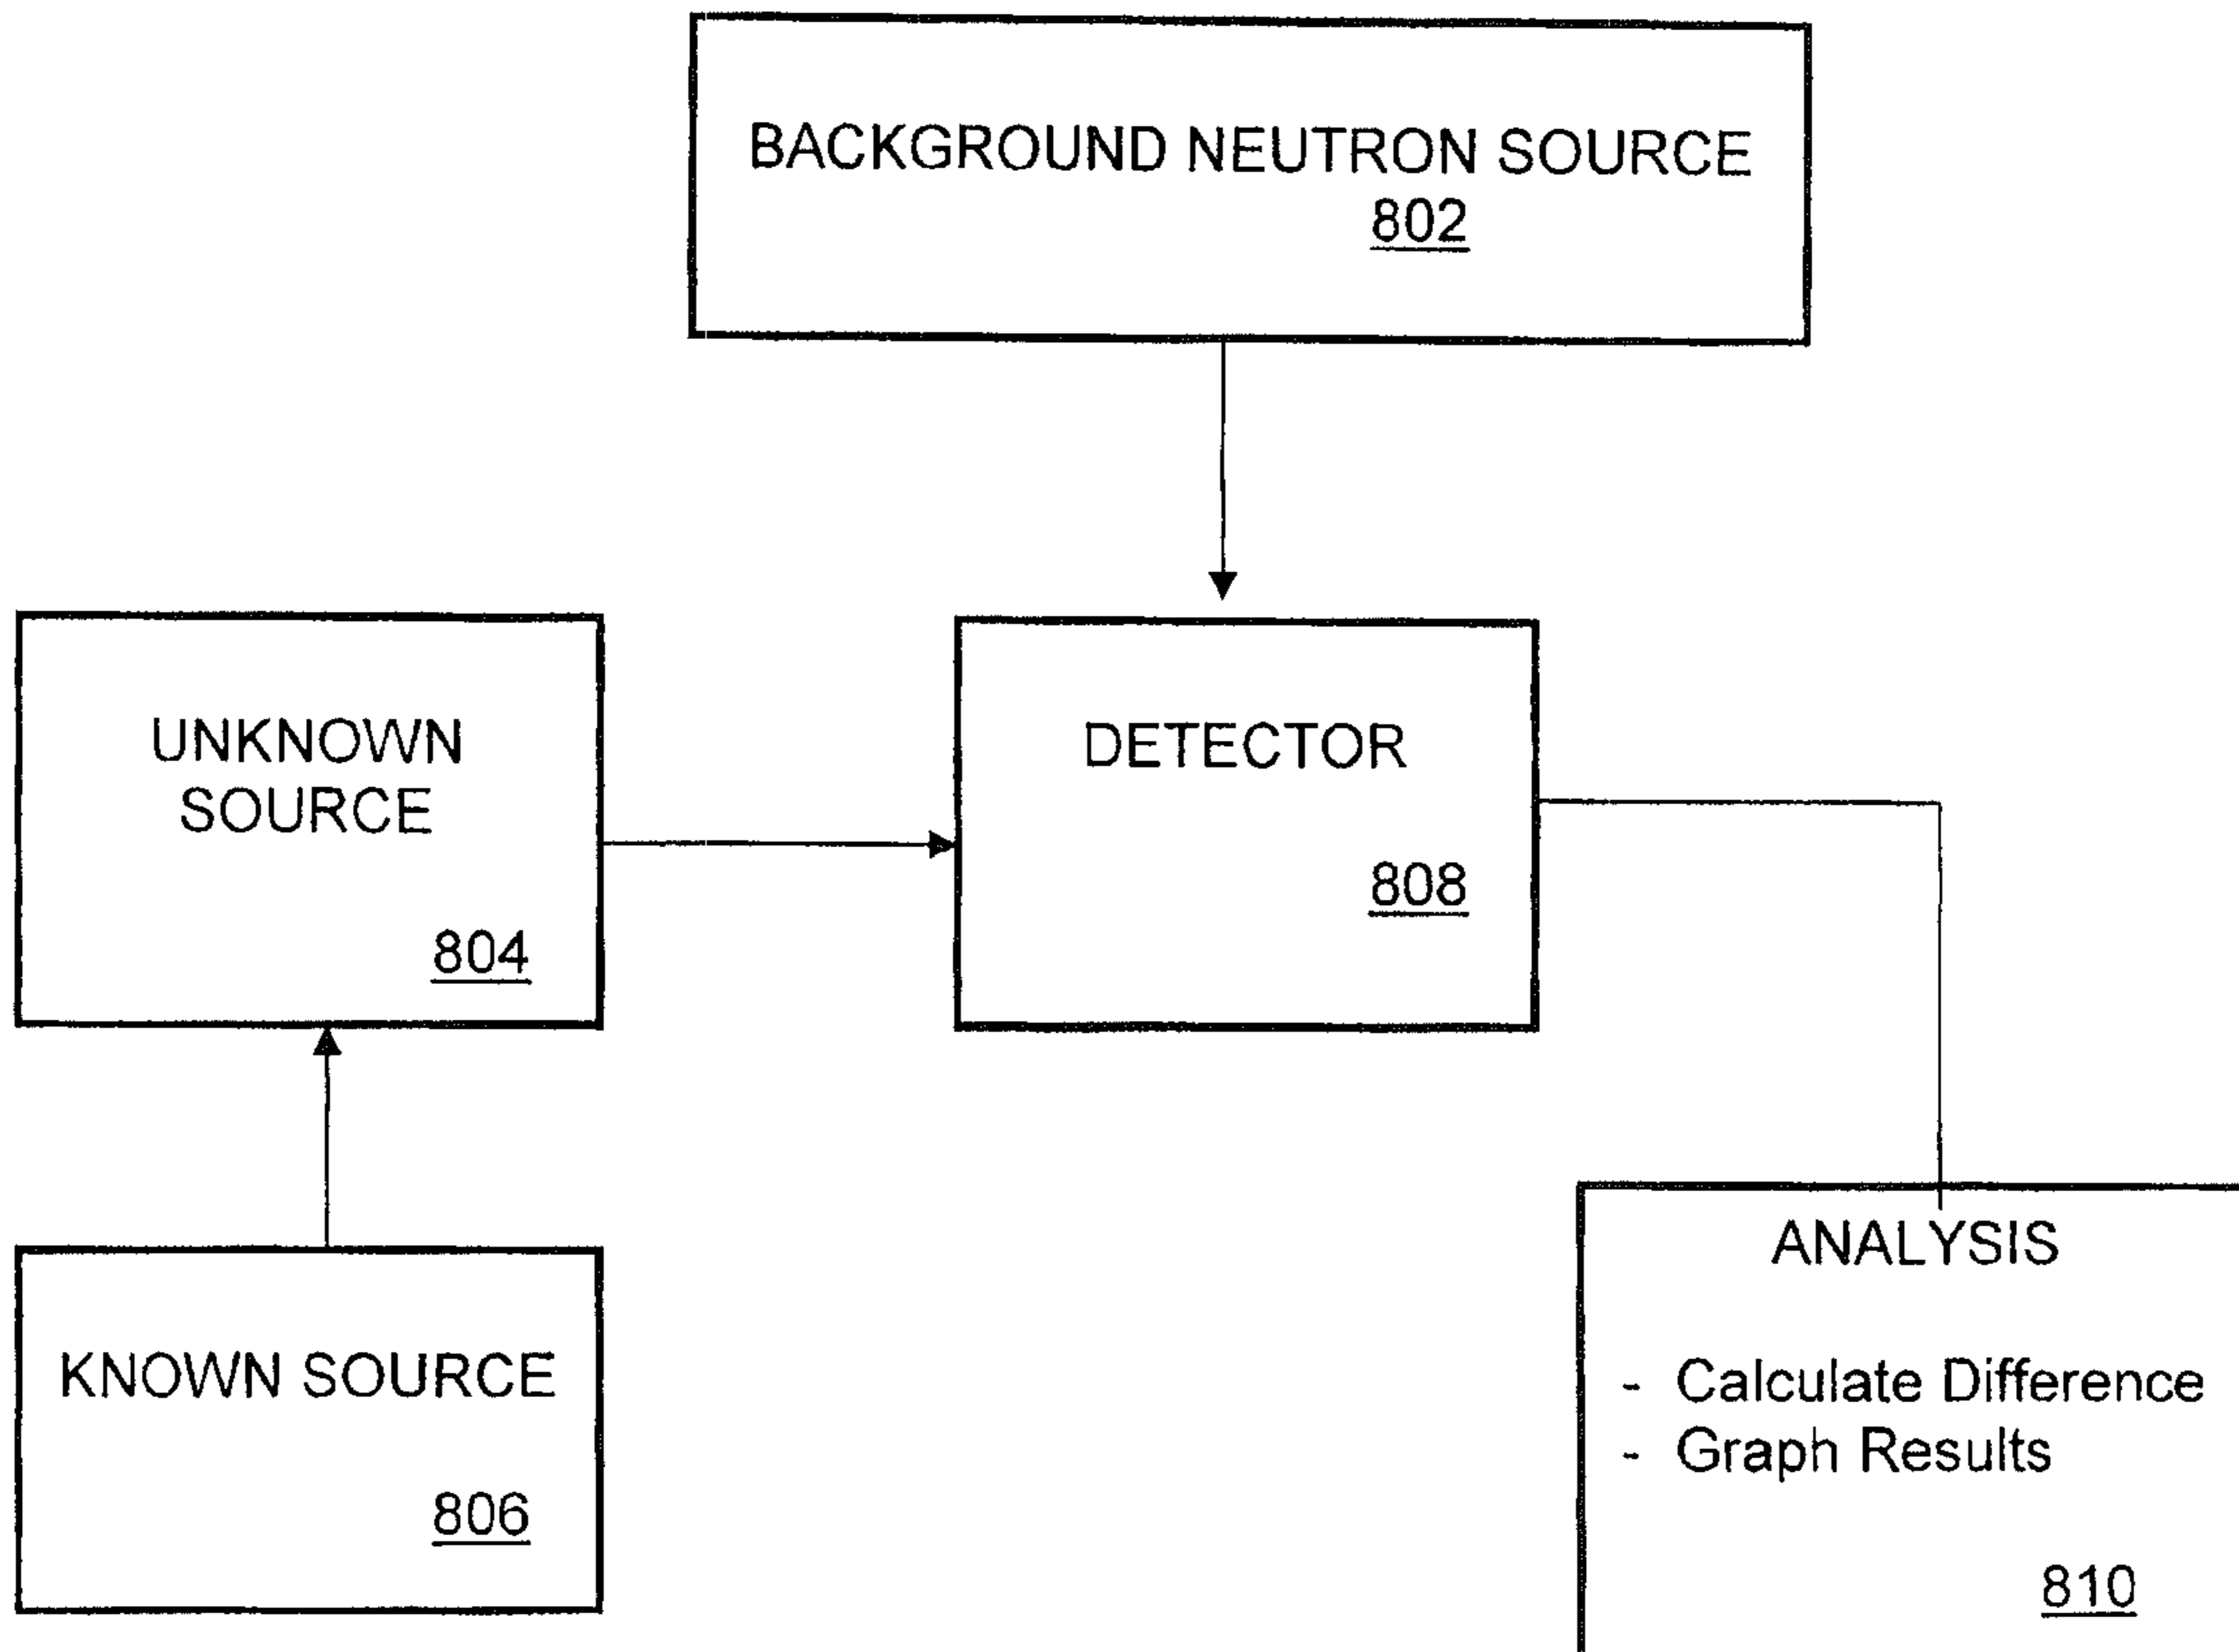 BACKGROUND NEUTRON SOURCE
802
UNKNOWN
SOURCE
804
DETECTOR
808
KNOWN SOURCE
806
ANALYSIS
- Calculate Difference
- Graph Results
810